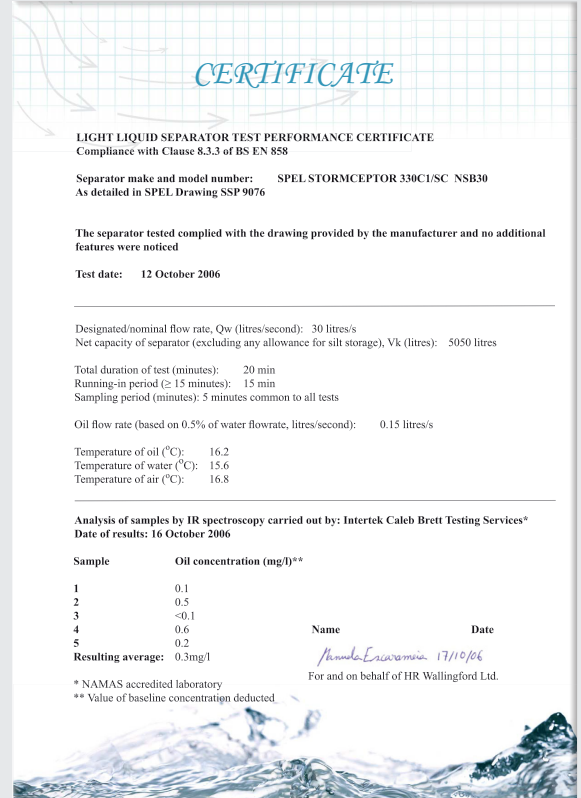 CERTIFICATE
LIGHT LIQUID SEPARATOR TEST PERFORMANCE CERTIFICATE
Compliance with Clause 8.3.3 of BS EN 858
Separator make and model number: SPEL STORMCEPTOR 330C1/SC NSB30
As detailed in SPEL Drawing SSP 9076
The separator tested complied with the drawing provided by the manufacturer and no additional
features were noticed
Test date: 12 October 2006
Designated/nominal flow rate, Qw (litres/second): 30 litres/s
Net capacity of separator (excluding any allowance for silt storage), Vk (litres): 5050 litres
Total duration of test (minutes): 20 min
Running-in period (≥ 15 minutes): 15 min
Sampling period (minutes): 5 minutes common to all tests
Oil flow rate (based on 0.5% of water flowrate, litres/second): 0.15 litres/s
Temperature of oil (°C): 16.2
Temperature of water (°C): 15.6
Temperature of air (°C): 16.8
Analysis of samples by IR spectroscopy carried out by: Intertek Caleb Brett Testing Services*
Date of results: 16 October 2006
Sample Oil concentration (mg/l)**
1 0.1
2 0.5
3 <0.1
4 0.6
5 0.2
Resulting average: 0.3mg/l
Name Date
Manuela Escarameia 17/10/06
For and on behalf of HR Wallingford Ltd.
* NAMAS accredited laboratory
** Value of baseline concentration deducted